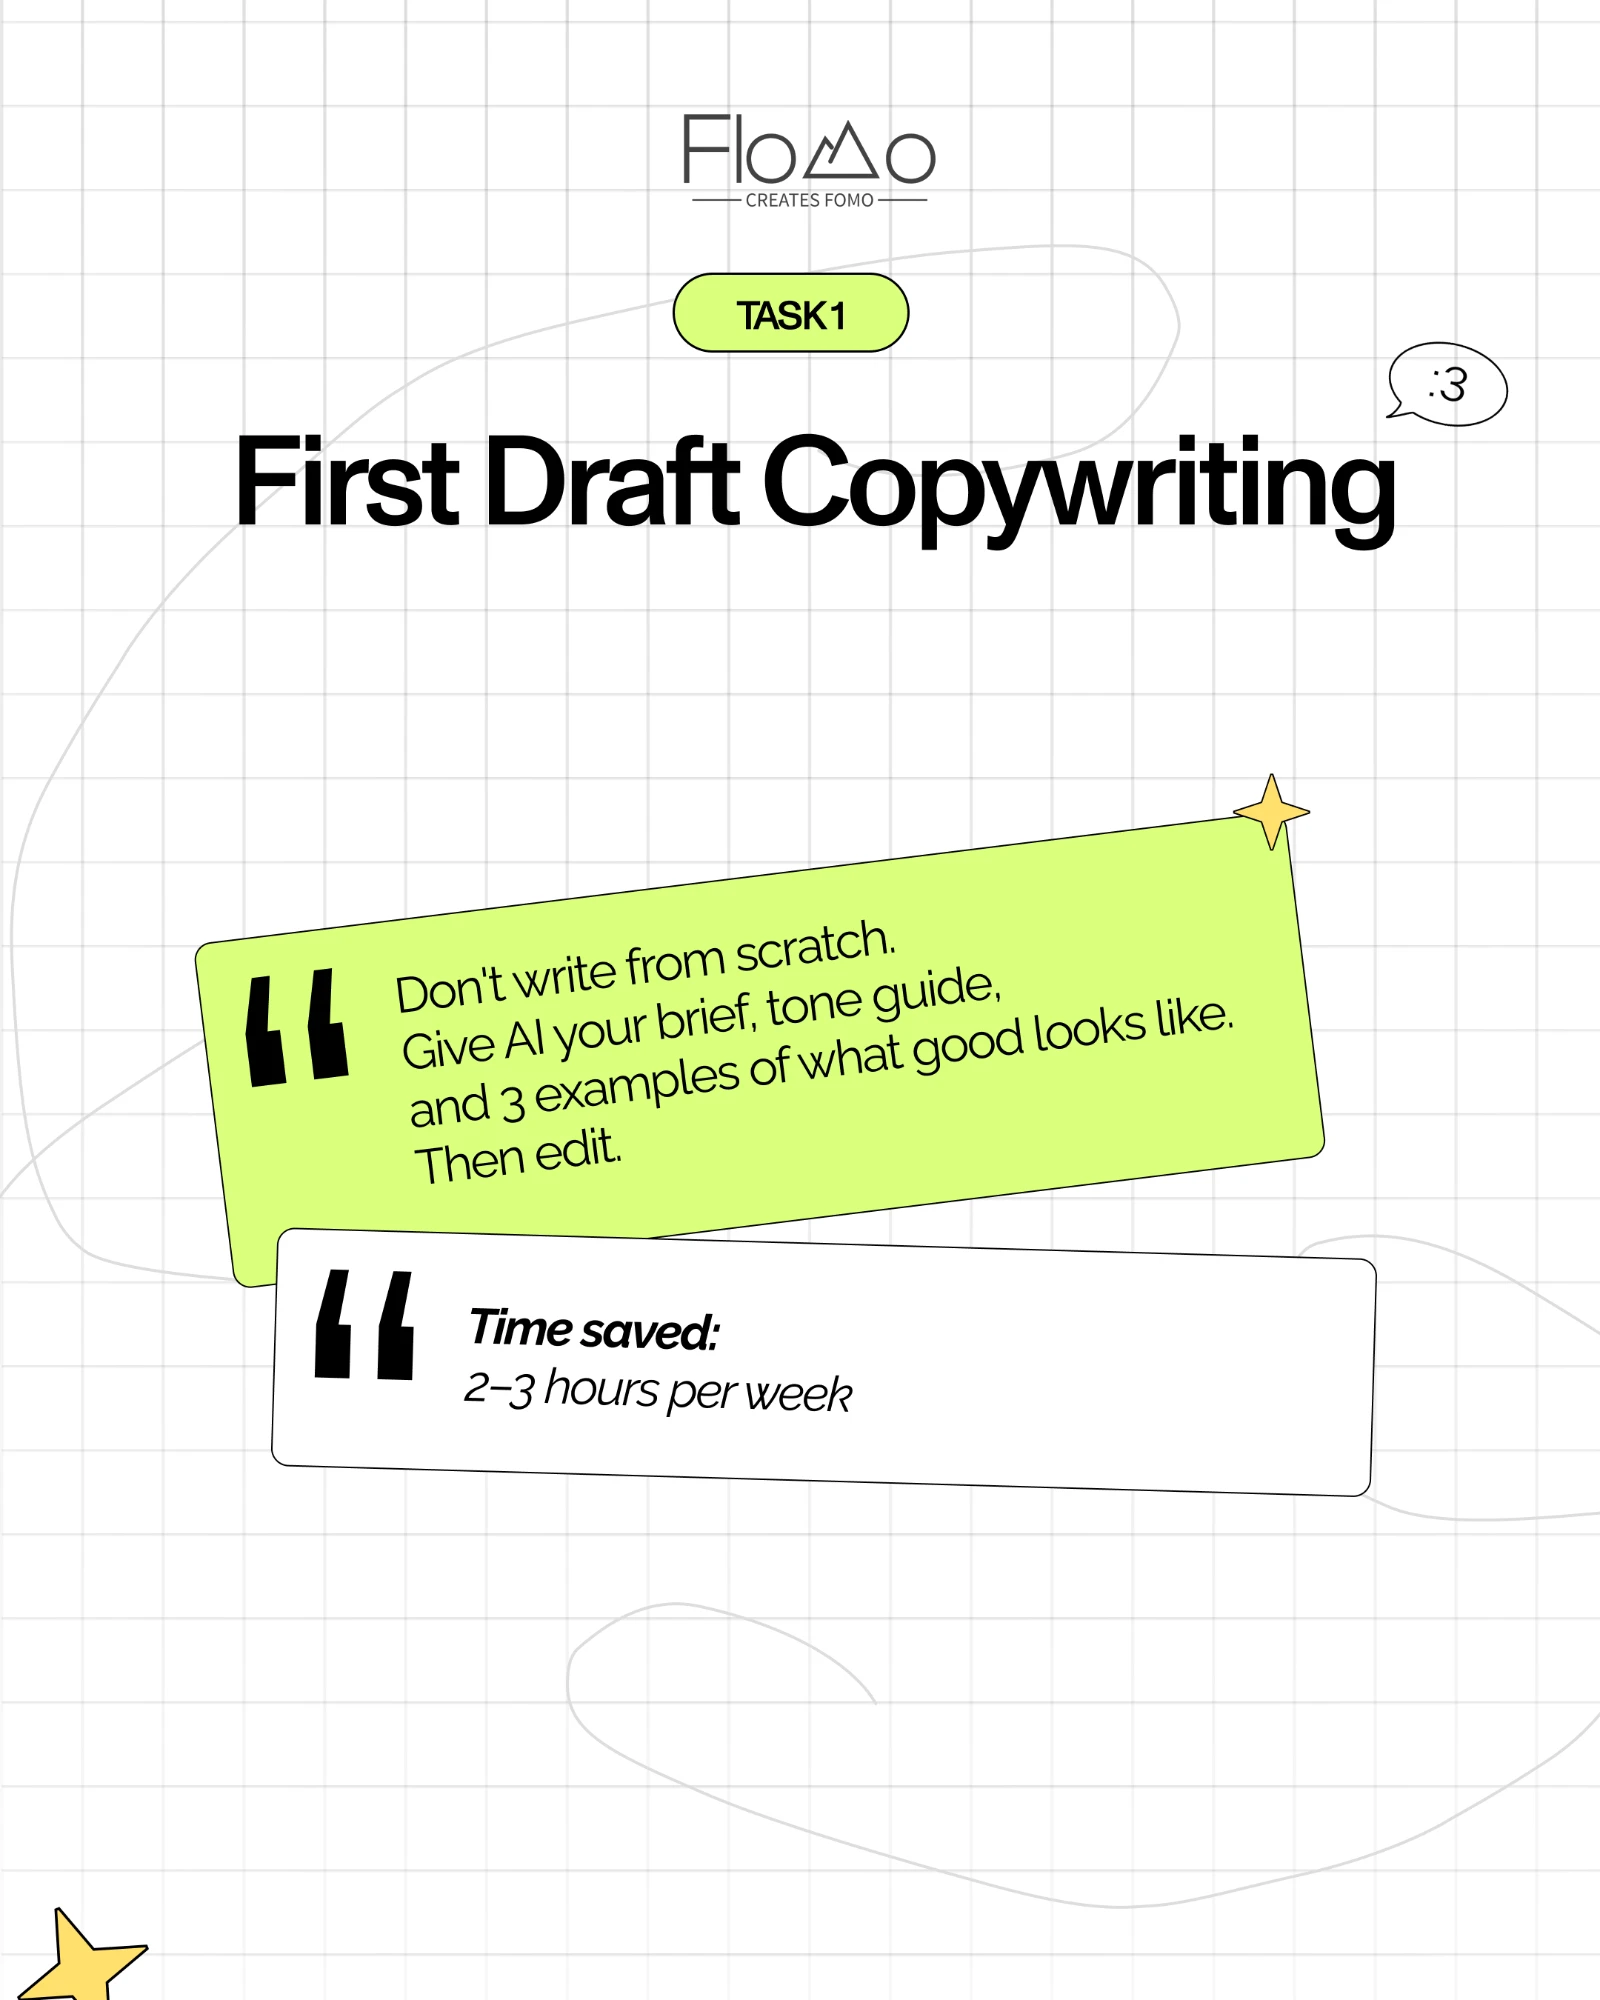 FloMo
CREATES FOMO
TASK 1
:3
First Draft Copywriting
Don't write from scratch.
Give AI your brief, tone guide,
and 3 examples of what good looks like.
Then edit.
Time saved:
2–3 hours per week